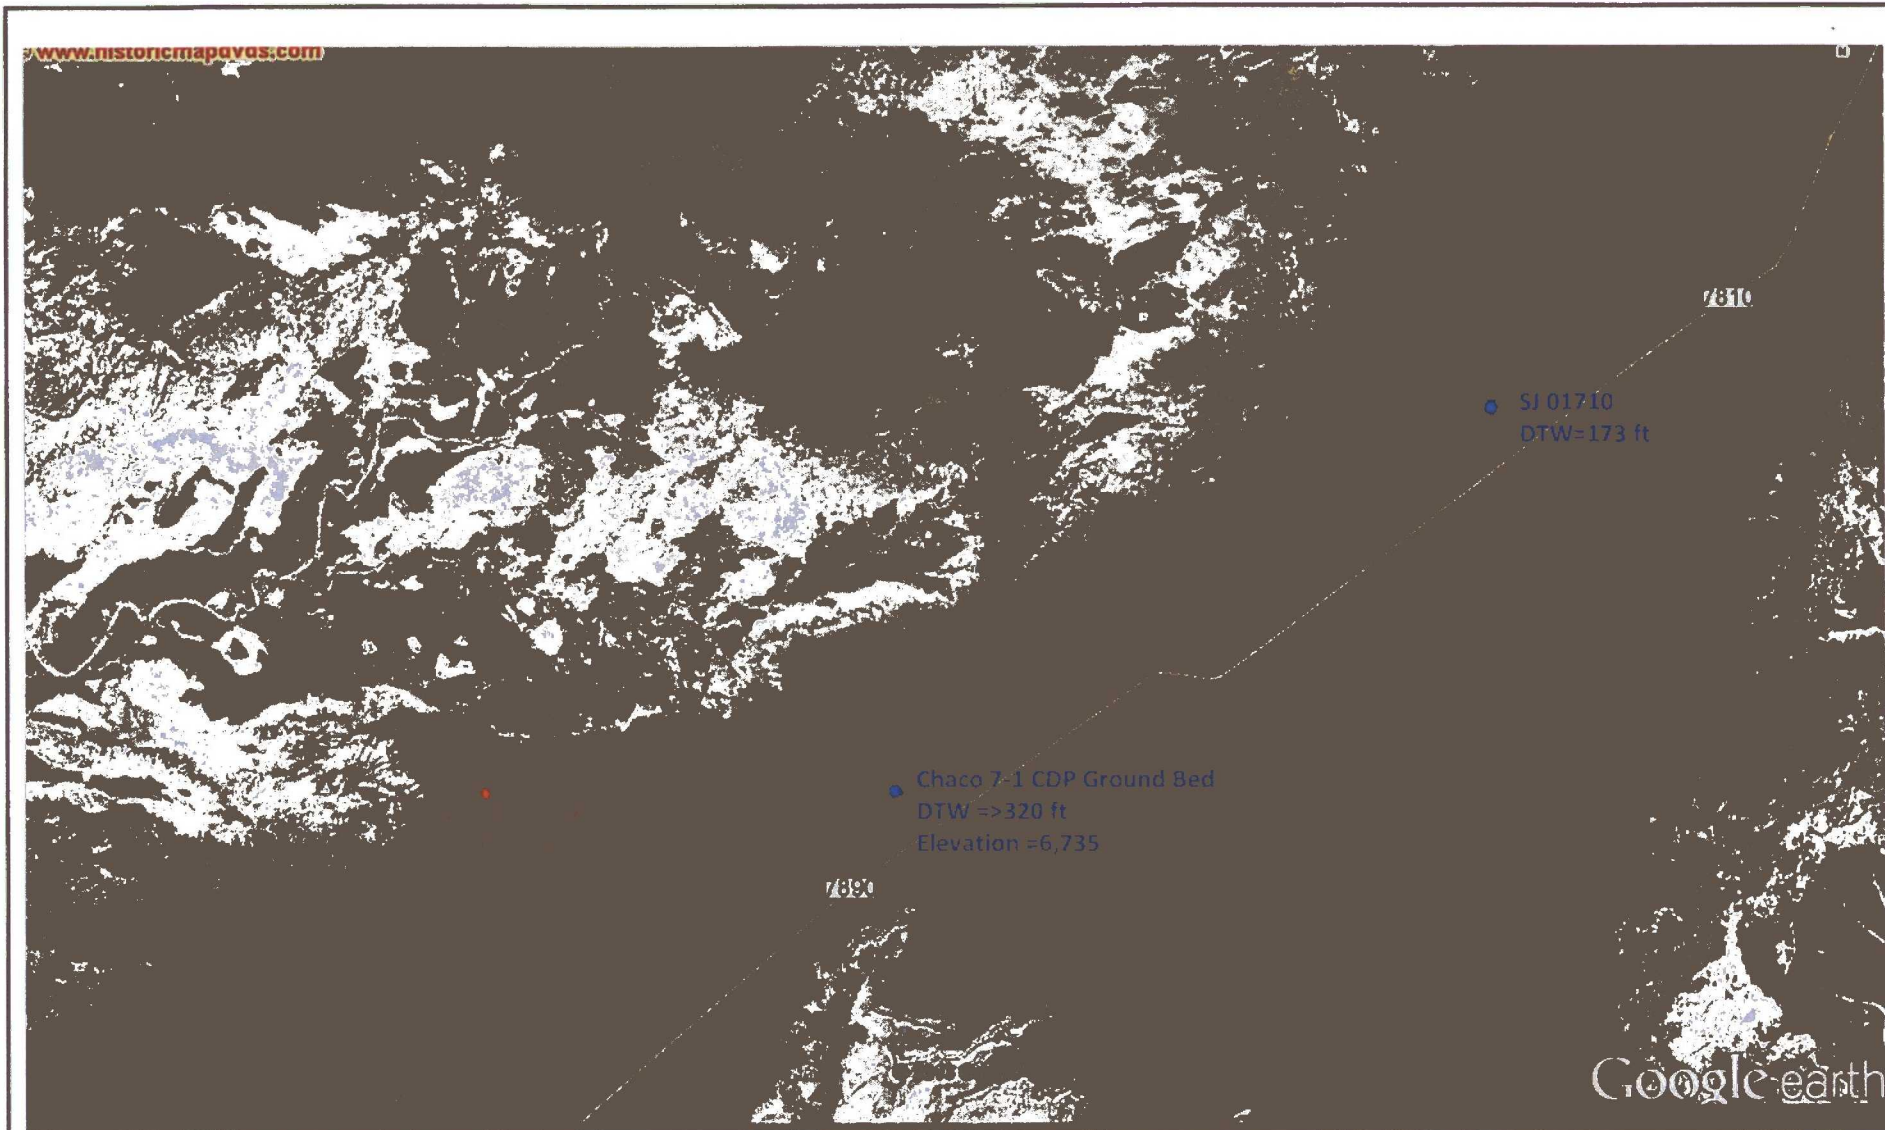 www.historicmapdvds.com
N
7810
SJ 01710
DTW=173 ft
Chaco 7-1 CDP Ground Bed
DTW =>320 ft
Elevation =6,735
7890
Google earth